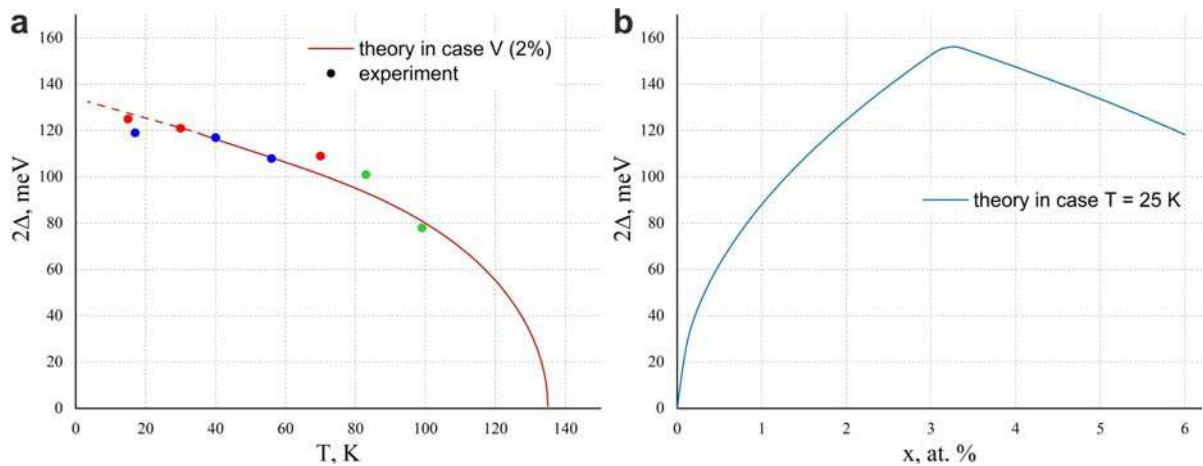 a
160
140
120
100
80
60
40
20
0
2Δ, meV
theory in case V (2%)
experiment
0 20 40 60 80 100 120 140
T, K
b
160
140
120
100
80
60
40
20
0
2Δ, meV
theory in case T = 25 K
0 1 2 3 4 5 6
x, at. %